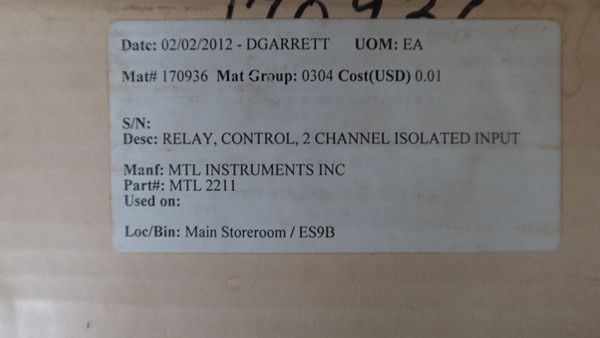 170936
Date: 02/02/2012 - DGARRETT UOM: EA
Mat# 170936 Mat Group: 0304 Cost(USD) 0.01
S/N:
Desc: RELAY, CONTROL, 2 CHANNEL ISOLATED INPUT
Manf: MTL INSTRUMENTS INC
Part#: MTL 2211
Used on:
Loc/Bin: Main Storeroom / ES9B